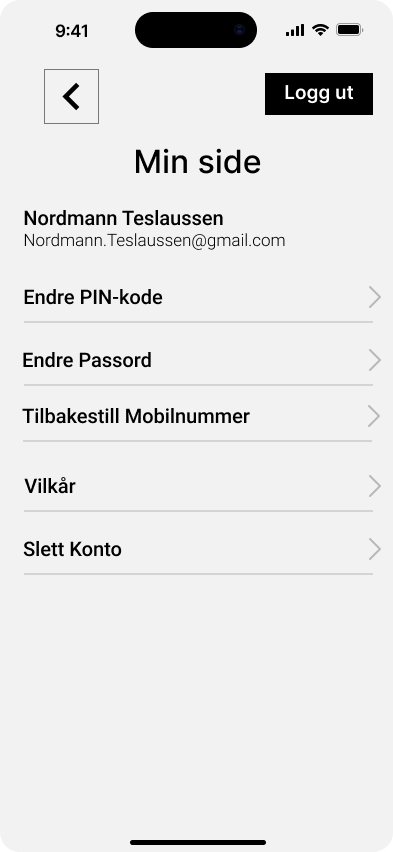 9:41
Logg ut
Min side
Nordmann Teslaussen
Nordmann.Teslaussen@gmail.com
Endre PIN-kode
Endre Passord
Tilbakestill Mobilnummer
Vilkår
Slett Konto